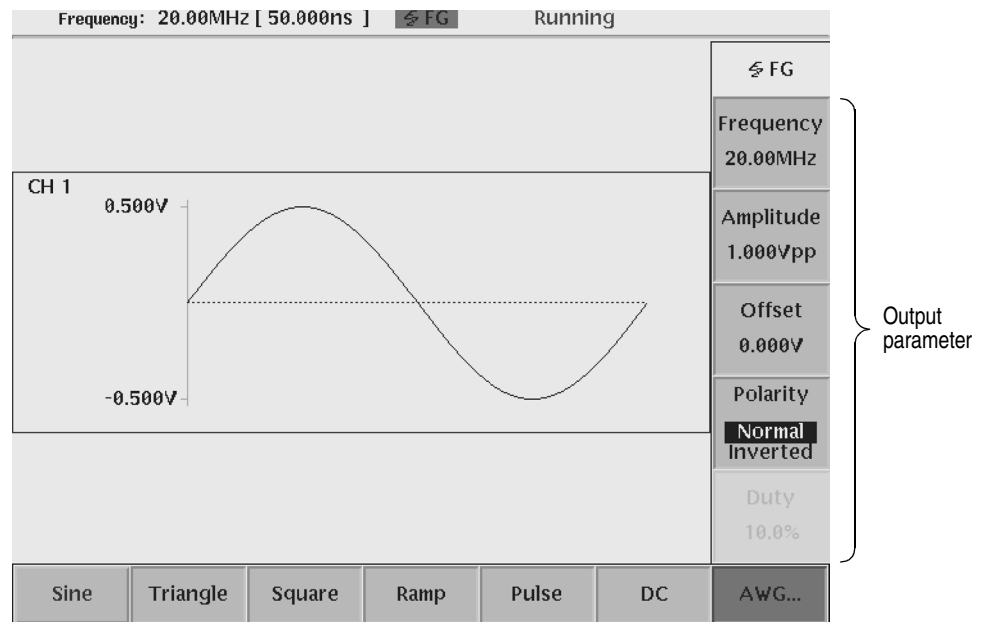 Frequency: 20.00MHz [ 50.000ns ] FG Running
FG
Frequency
20.00MHz
CH 1
0.500V
-0.500V
Amplitude
1.000Vpp
Offset
0.000V
Polarity
Normal
Inverted
Duty
10.0%
Output
parameter
Sine Triangle Square Ramp Pulse DC AWG...